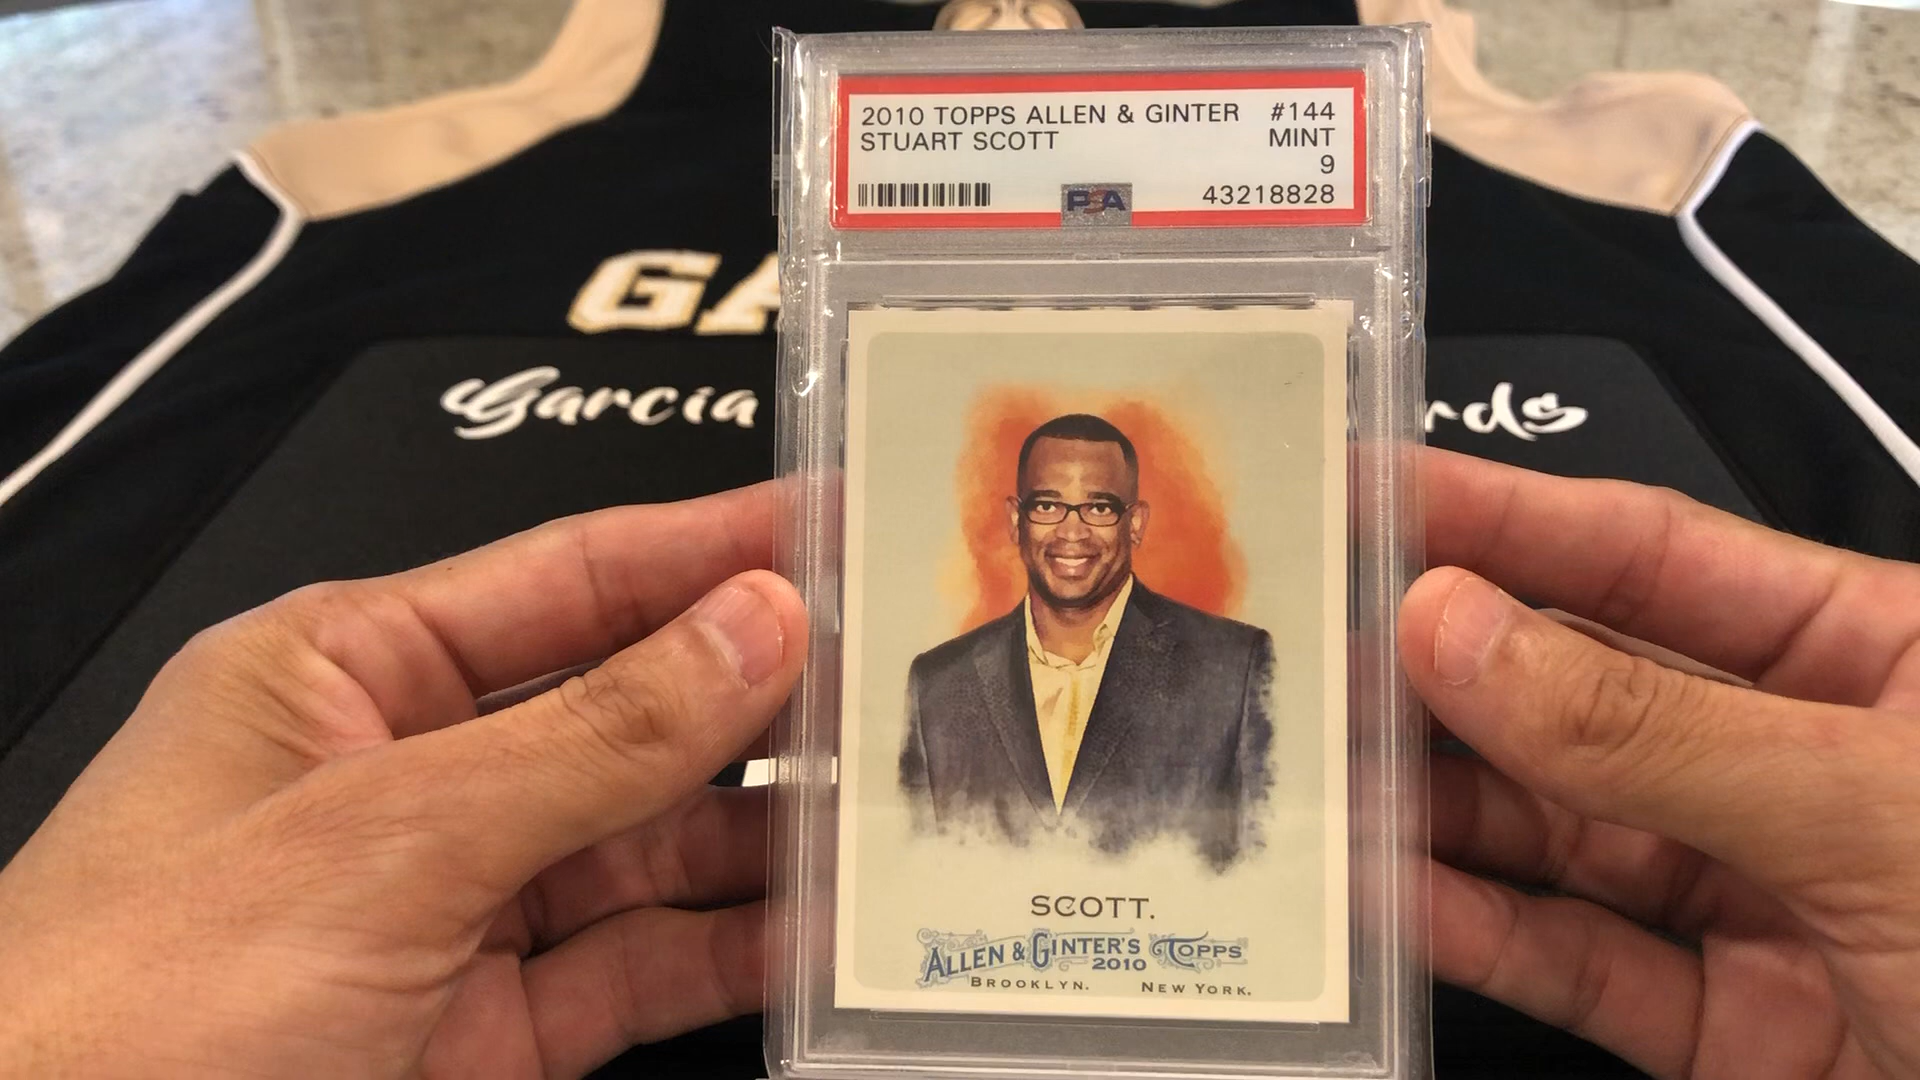 2010 TOPPS ALLEN & GINTER #144
STUART SCOTT MINT
9
PSA 43218828
GA
Garcia
rds
SCOTT.
ALLEN & GINTER'S TOPPS
2010
BROOKLYN. NEW YORK.